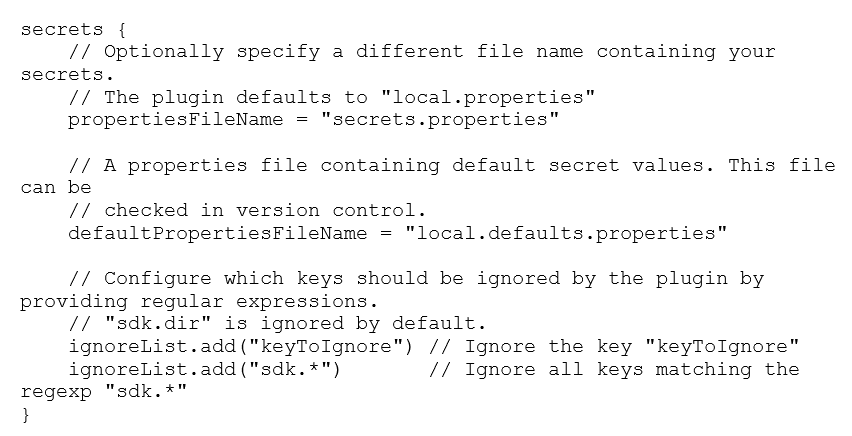 secrets {
    // Optionally specify a different file name containing your
secrets.
    // The plugin defaults to "local.properties"
    propertiesFileName = "secrets.properties"

    // A properties file containing default secret values. This file
can be
    // checked in version control.
    defaultPropertiesFileName = "local.defaults.properties"

    // Configure which keys should be ignored by the plugin by
providing regular expressions.
    // "sdk.dir" is ignored by default.
    ignoreList.add("keyToIgnore") // Ignore the key "keyToIgnore"
    ignoreList.add("sdk.*")       // Ignore all keys matching the
regexp "sdk.*"
}